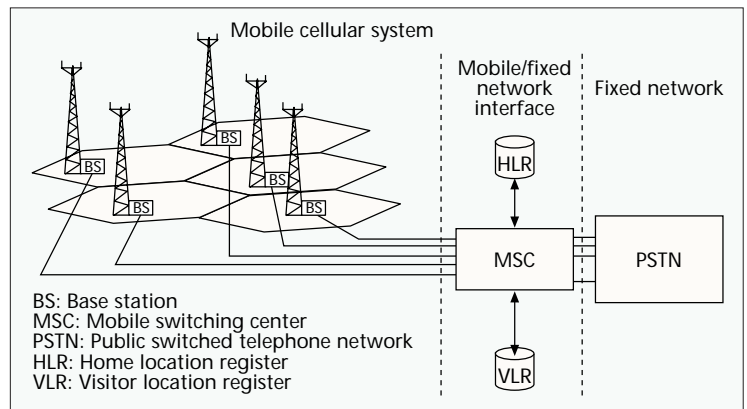 Mobile cellular system
Mobile/fixed
network
interface
Fixed network
BS
BS
BS
BS
BS
HLR
MSC
PSTN
VLR
BS: Base station
MSC: Mobile switching center
PSTN: Public switched telephone network
HLR: Home location register
VLR: Visitor location register